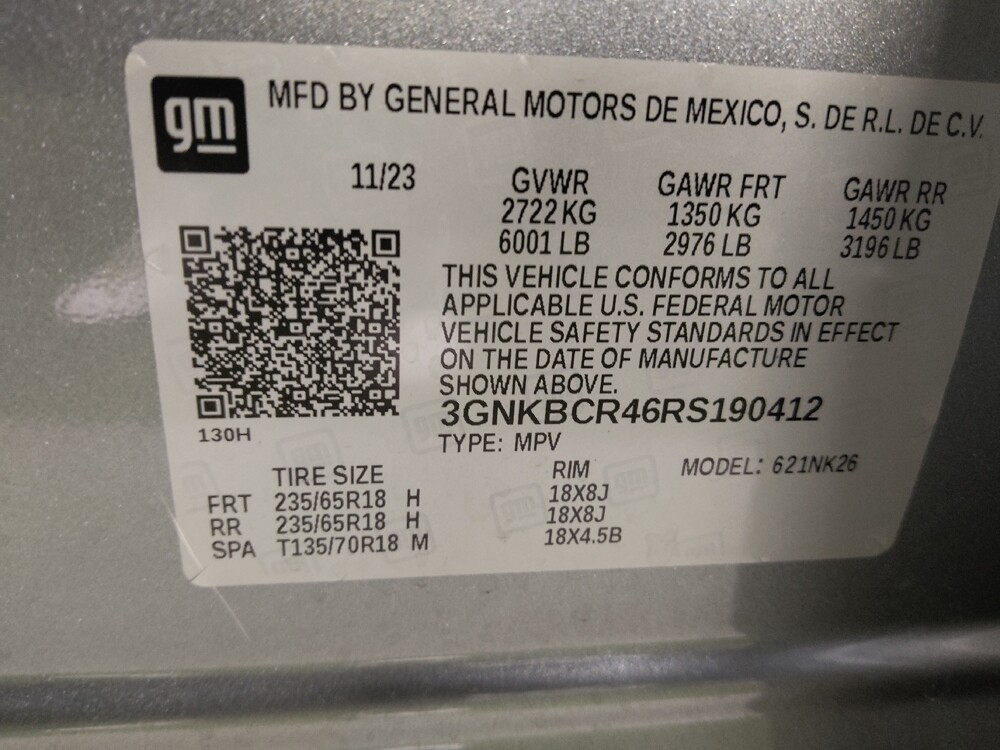 gm
MFD BY GENERAL MOTORS DE MEXICO, S. DE R.L. DE C.V.
11/23 GVWR GAWR FRT GAWR RR
2722 KG 1350 KG 1450 KG
6001 LB 2976 LB 3196 LB
THIS VEHICLE CONFORMS TO ALL
APPLICABLE U.S. FEDERAL MOTOR
VEHICLE SAFETY STANDARDS IN EFFECT
ON THE DATE OF MANUFACTURE
SHOWN ABOVE.
3GNKBCR46RS190412
130H
TYPE: MPV
TIRE SIZE RIM MODEL: 621NK26
FRT 235/65R18 H 18X8J
RR 235/65R18 H 18X8J
SPA T135/70R18 M 18X4.5B